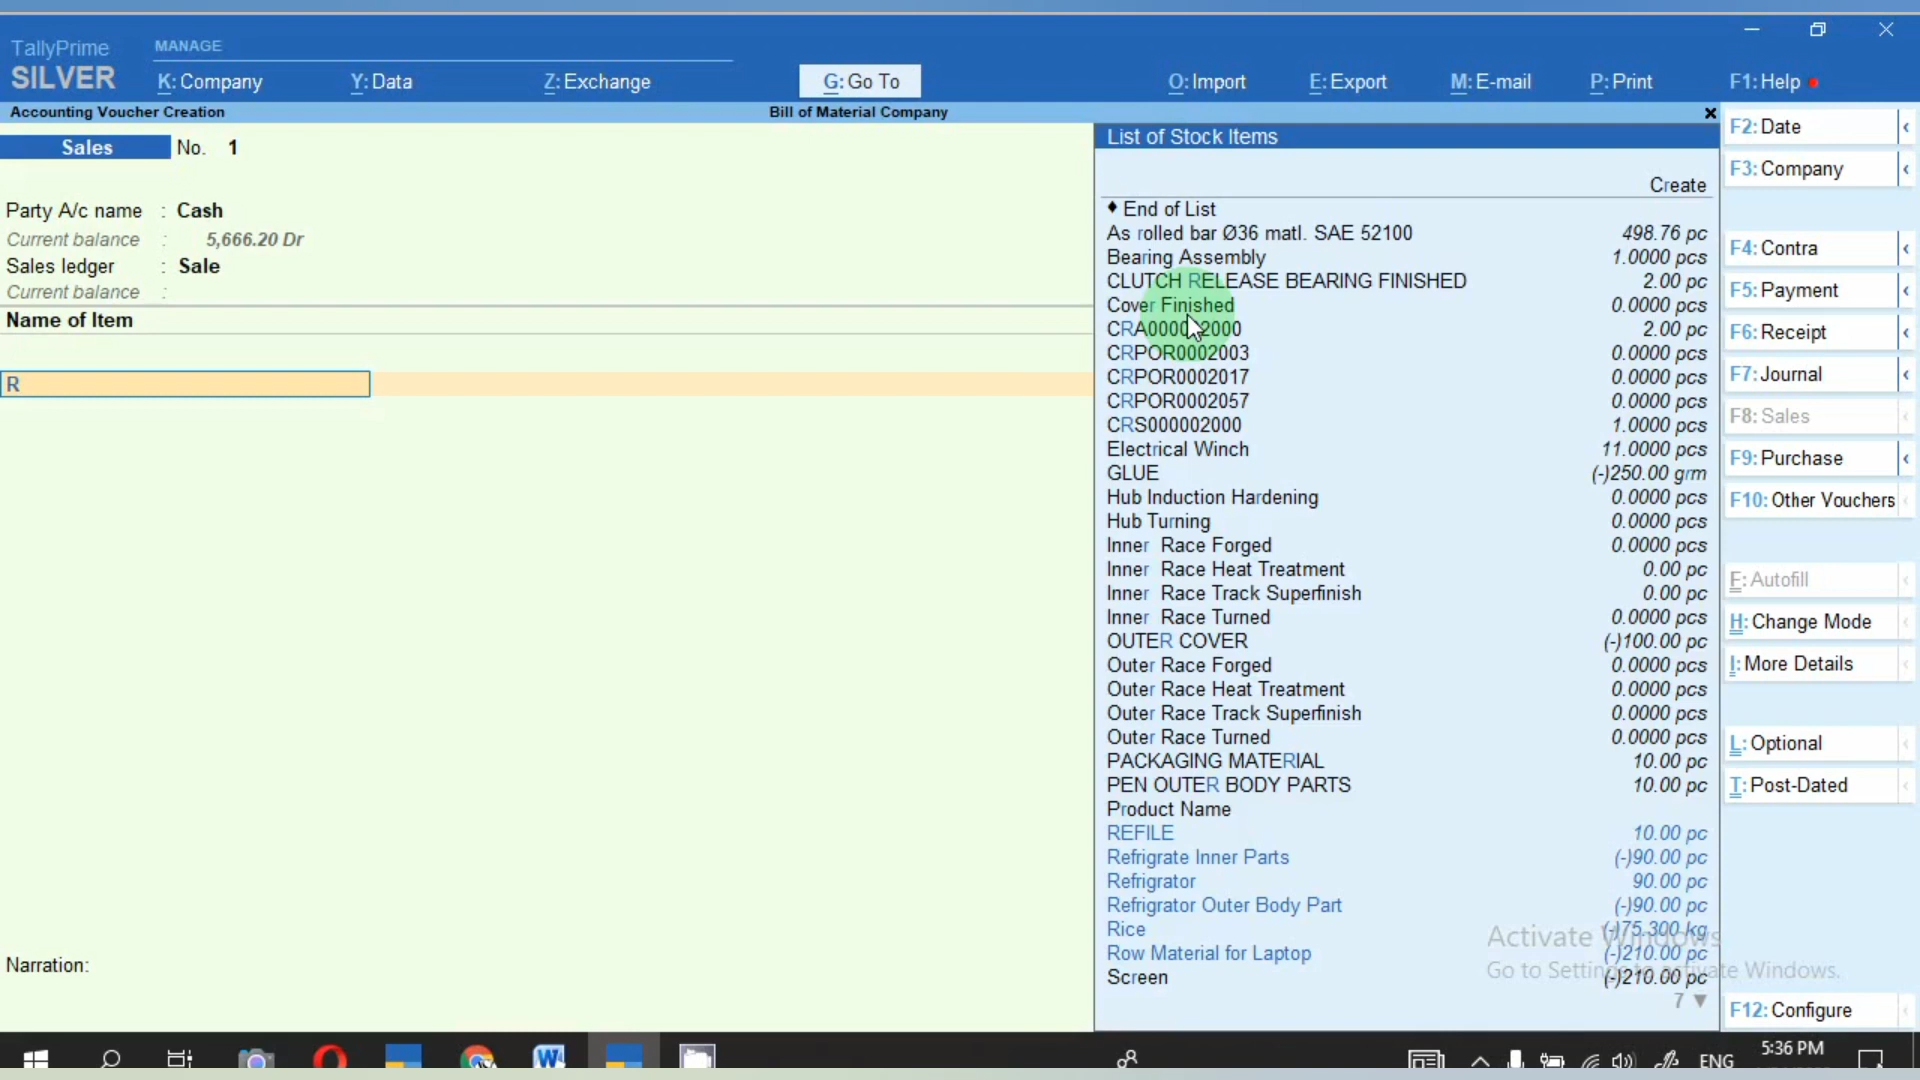 TallyPrime
SILVER
MANAGE
K: Company
Y: Data
Z: Exchange
G: Go To
O: Import
E: Export
M: E-mail
P: Print
F1: Help
Accounting Voucher Creation
Bill of Material Company
Sales No. 1
Party A/c name : Cash
Current balance : 5,666.20 Dr
Sales ledger : Sale
Current balance :
Name of Item
R
Narration:
List of Stock Items
Create
End of List
As rolled bar Ø36 matl. SAE 52100 498.76 pc
Bearing Assembly 1.0000 pcs
CLUTCH RELEASE BEARING FINISHED 2.00 pc
Cover Finished 0.0000 pcs
CRA000002000 2.00 pc
CRPOR0002003 0.0000 pcs
CRPOR0002017 0.0000 pcs
CRPOR0002057 0.0000 pcs
CRS000002000 1.0000 pcs
Electrical Winch 11.0000 pcs
GLUE (-)250.00 grm
Hub Induction Hardening 0.0000 pcs
Hub Turning 0.0000 pcs
Inner Race Forged 0.0000 pcs
Inner Race Heat Treatment 0.00 pc
Inner Race Track Superfinish 0.00 pc
Inner Race Turned 0.0000 pcs
OUTER COVER (-)100.00 pc
Outer Race Forged 0.0000 pcs
Outer Race Heat Treatment 0.0000 pcs
Outer Race Track Superfinish 0.0000 pcs
Outer Race Turned 0.0000 pcs
PACKAGING MATERIAL 10.00 pc
PEN OUTER BODY PARTS 10.00 pc
Product Name
REFILE 10.00 pc
Refrigrate Inner Parts (-)90.00 pc
Refrigrator 90.00 pc
Refrigrator Outer Body Part (-)90.00 pc
Rice (-)75.300 kg
Row Material for Laptop (-)210.00 pc
Screen (-)210.00 pc
7
F2: Date
F3: Company
F4: Contra
F5: Payment
F6: Receipt
F7: Journal
F8: Sales
F9: Purchase
F10: Other Vouchers
F: Autofill
H: Change Mode
I: More Details
L: Optional
T: Post-Dated
Activate Windows
Go to Settings to activate Windows.
F12: Configure
ENG
5:36 PM